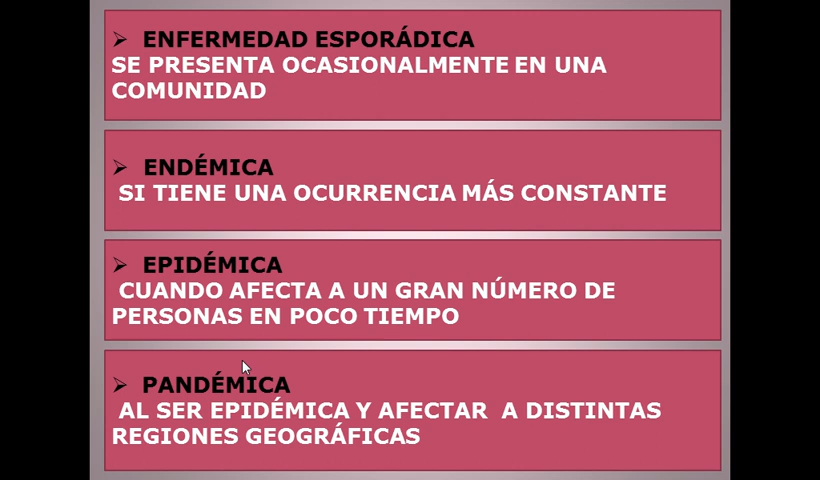 ENFERMEDAD ESPORÁDICA
SE PRESENTA OCASIONALMENTE EN UNA
COMUNIDAD
ENDÉMICA
SI TIENE UNA OCURRENCIA MÁS CONSTANTE
EPIDÉMICA
CUANDO AFECTA A UN GRAN NÚMERO DE
PERSONAS EN POCO TIEMPO
PANDÉMICA
AL SER EPIDÉMICA Y AFECTAR A DISTINTAS
REGIONES GEOGRÁFICAS